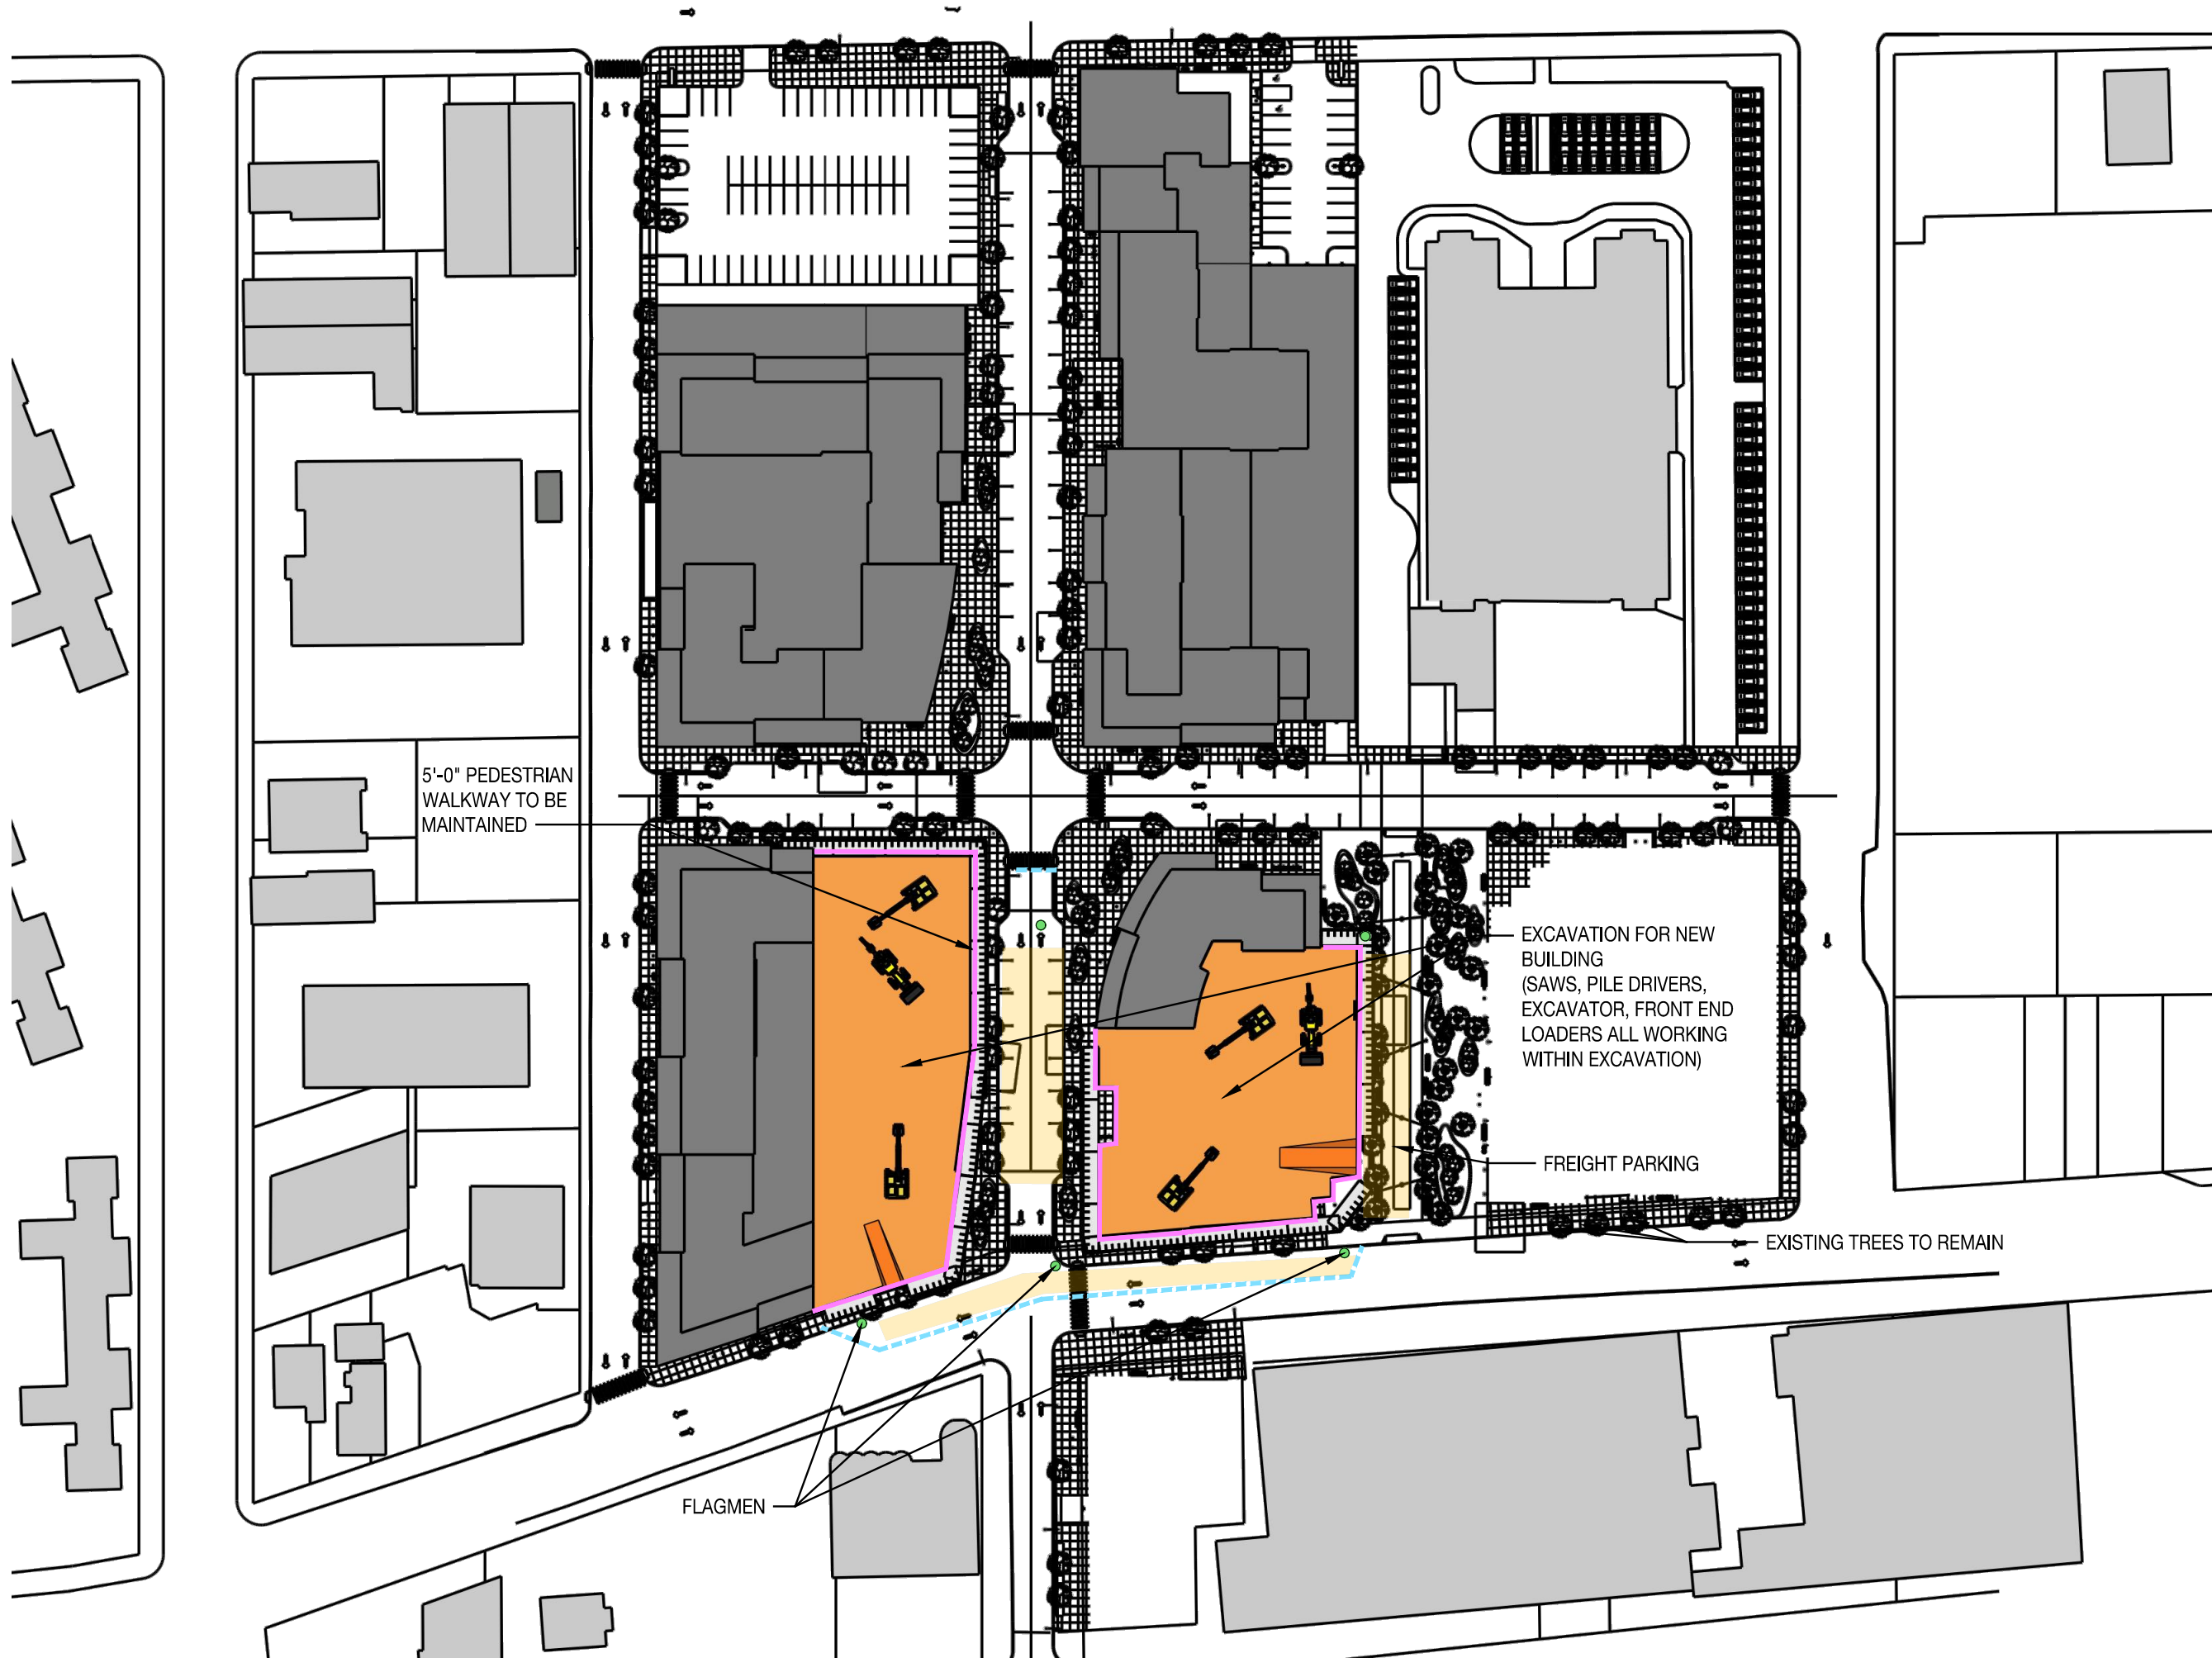 5'-0" PEDESTRIAN
WALKWAY TO BE
MAINTAINED
EXCAVATION FOR NEW
BUILDING
(SAWS, PILE DRIVERS,
EXCAVATOR, FRONT END
LOADERS ALL WORKING
WITHIN EXCAVATION)
FREIGHT PARKING
EXISTING TREES TO REMAIN
FLAGMEN